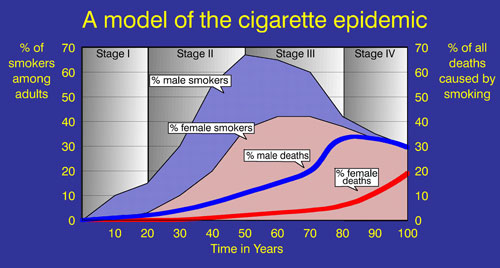 A model of the cigarette epidemic
% of
smokers
among
adults
% of all
deaths
caused by
smoking
Stage I
Stage II
Stage III
Stage IV
70
60
50
40
30
20
10
0
70
60
50
40
30
20
10
0
% male smokers
% female smokers
% male deaths
% female
deaths
10 20 30 40 50 60 70 80 90 100
Time in Years